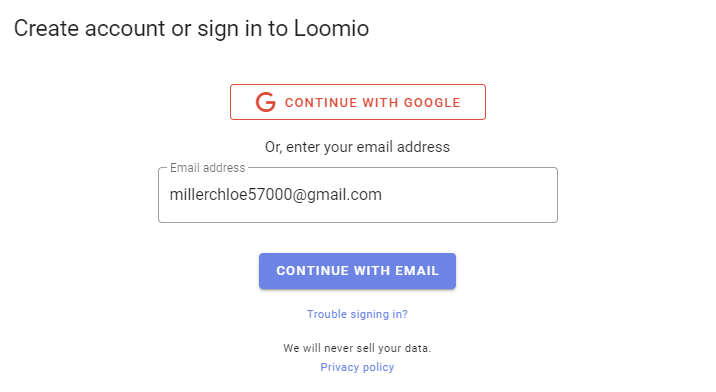 Create account or sign in to Loomio
CONTINUE WITH GOOGLE
Or, enter your email address
Email address
millerchloe57000@gmail.com
CONTINUE WITH EMAIL
Trouble signing in?
We will never sell your data.
Privacy policy